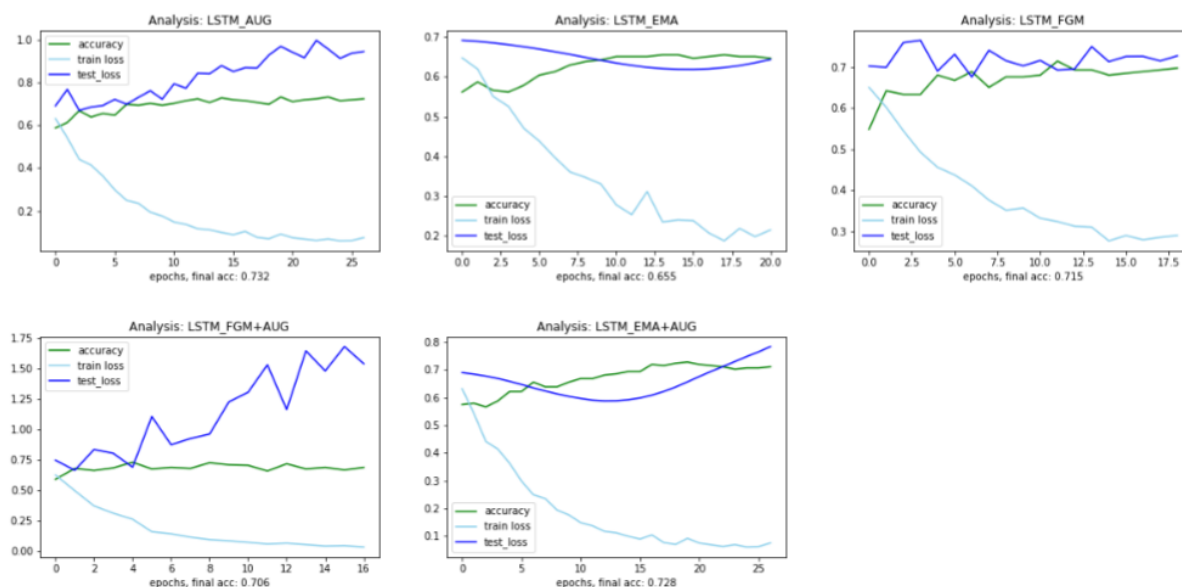 Analysis: LSTM_AUG
1.0
0.8
0.6
0.4
0.2
accuracy
train loss
test_loss
0 5 10 15 20 25
epochs, final acc: 0.732
Analysis: LSTM_EMA
0.7
0.6
0.5
0.4
0.3
0.2
accuracy
train loss
test_loss
0.0 2.5 5.0 7.5 10.0 12.5 15.0 17.5 20.0
epochs, final acc: 0.655
Analysis: LSTM_FGM
0.7
0.6
0.5
0.4
0.3
accuracy
train loss
test_loss
0.0 2.5 5.0 7.5 10.0 12.5 15.0 17.5
epochs, final acc: 0.715
Analysis: LSTM_FGM+AUG
1.75
1.50
1.25
1.00
0.75
0.50
0.25
0.00
accuracy
train loss
test_loss
0 2 4 6 8 10 12 14 16
epochs, final acc: 0.706
Analysis: LSTM_EMA+AUG
0.8
0.7
0.6
0.5
0.4
0.3
0.2
0.1
accuracy
train loss
test_loss
0 5 10 15 20 25
epochs, final acc: 0.728